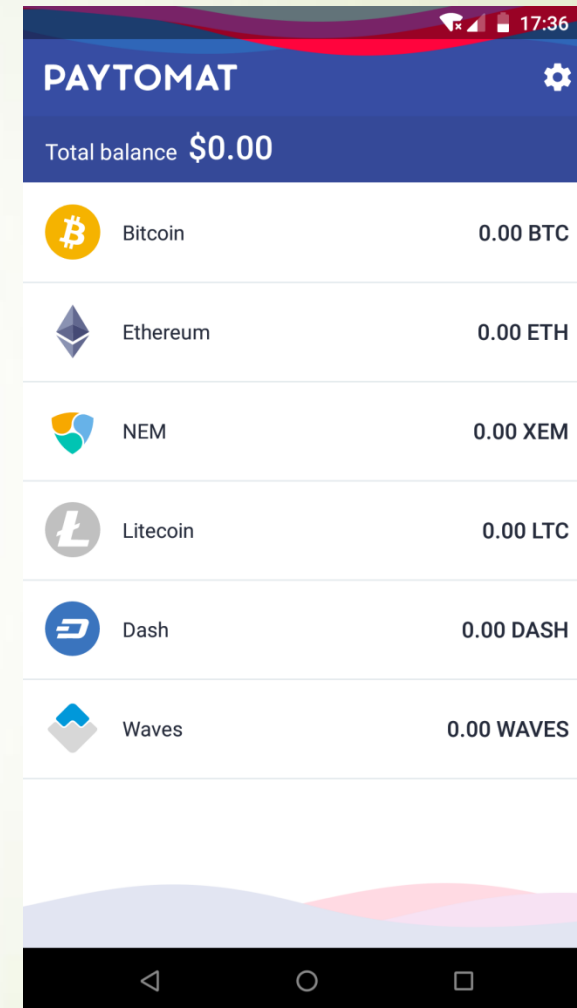 17:36
PAYTOMAT
Total balance $0.00
Bitcoin 0.00 BTC
Ethereum 0.00 ETH
NEM 0.00 XEM
Litecoin 0.00 LTC
Dash 0.00 DASH
Waves 0.00 WAVES